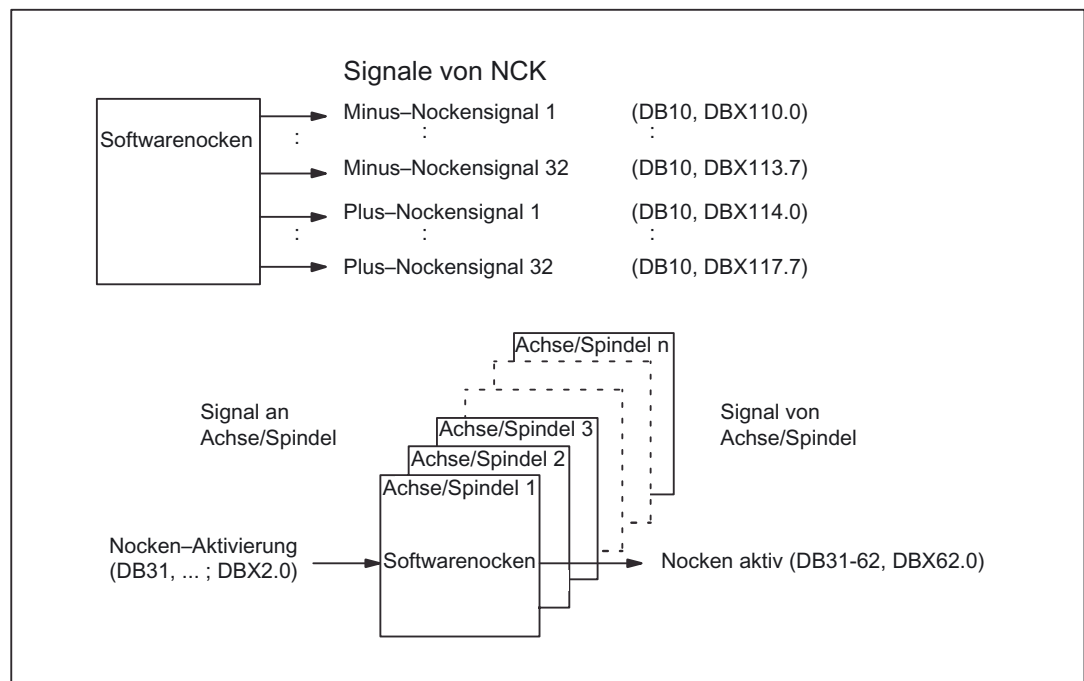 Signale von NCK
Softwarenocken
Minus–Nockensignal 1 (DB10, DBX110.0)
: : :
Minus–Nockensignal 32 (DB10, DBX113.7)
Plus–Nockensignal 1 (DB10, DBX114.0)
: : :
Plus–Nockensignal 32 (DB10, DBX117.7)
Signal an
Achse/Spindel
Achse/Spindel n
Achse/Spindel 3
Achse/Spindel 2
Achse/Spindel 1
Softwarenocken
Signal von
Achse/Spindel
Nocken–Aktivierung
(DB31, ... ; DBX2.0)
Nocken aktiv (DB31-62, DBX62.0)